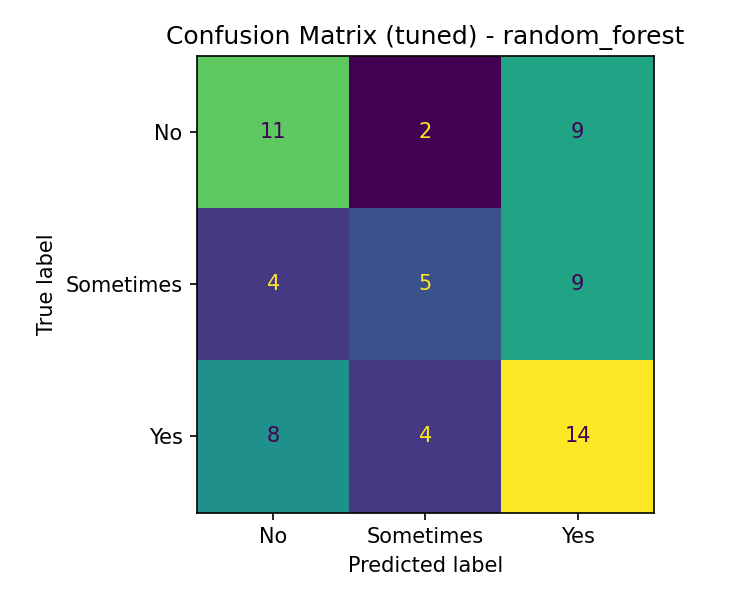 Confusion Matrix (tuned) - random_forest
True label
No
11 2 9
Sometimes
4 5 9
Yes
8 4 14
No Sometimes Yes
Predicted label